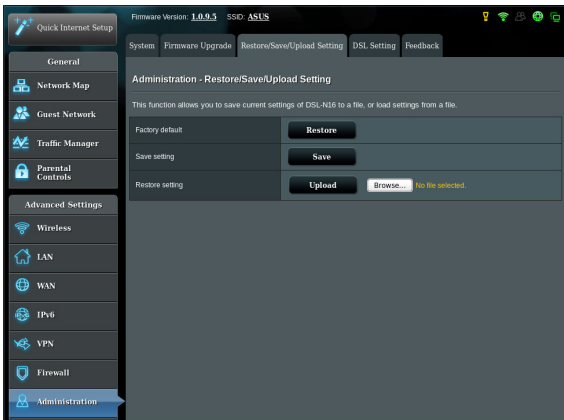 Quick Internet Setup
Firmware Version: 1.0.9.5 SSID: ASUS
System Firmware Upgrade Restore/Save/Upload Setting DSL Setting Feedback
General
Network Map
Guest Network
Traffic Manager
Parental
Controls
Advanced Settings
Wireless
LAN
WAN
IPv6
VPN
Firewall
Administration
Administration - Restore/Save/Upload Setting
This function allows you to save current settings of DSL-N16 to a file, or load settings from a file.
Factory default Restore
Save setting Save
Restore setting Upload Browse... No file selected.